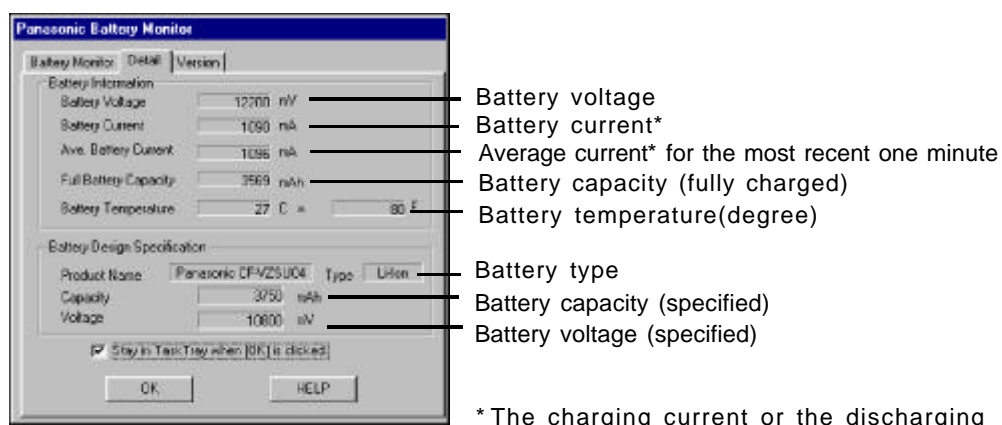 Panasonic Battery Monitor
Battery Monitor Detail Version
Battery Information
Battery Voltage 12200 mV
Battery Current 1090 mA
Ave. Battery Current 1096 mA
Full Battery Capacity 3569 mAh
Battery Temperature 27 C = 80 F
Battery Design Specification
Product Name Panasonic CF-VZSU04 Type Li-Ion
Capacity 3750 mAh
Voltage 10800 mV
Stay in TaskTray when [OK] is clicked.
OK HELP
Battery voltage
Battery current*
Average current* for the most recent one minute
Battery capacity (fully charged)
Battery temperature(degree)
Battery type
Battery capacity (specified)
Battery voltage (specified)
* The charging current or the discharging